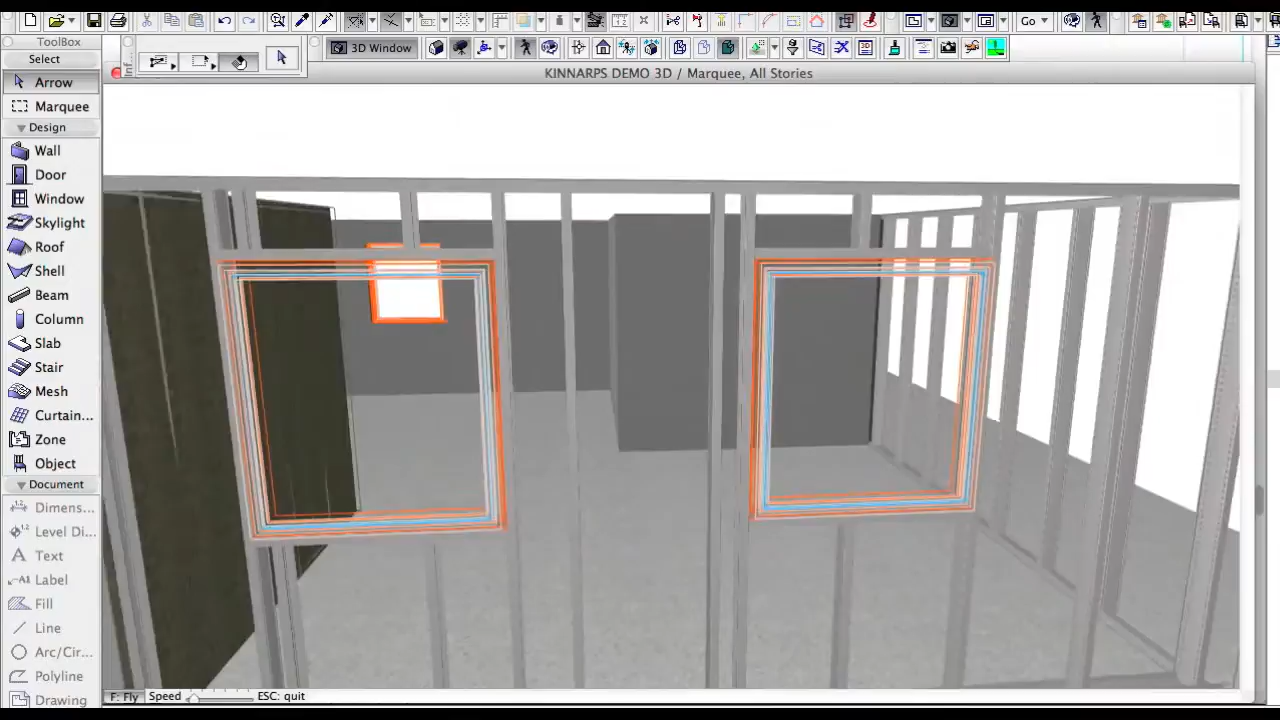 Go
ToolBox
3D Window
Select
KINNARPS DEMO 3D / Marquee, All Stories
Arrow
Marquee
Design
Wall
Door
Window
Skylight
Roof
Shell
Beam
Column
Slab
Stair
Mesh
Curtain...
Zone
Object
Document
Dimens...
Level Di...
Text
Label
Fill
Line
Arc/Cir...
Polyline
Drawing
F: Fly Speed ESC: quit